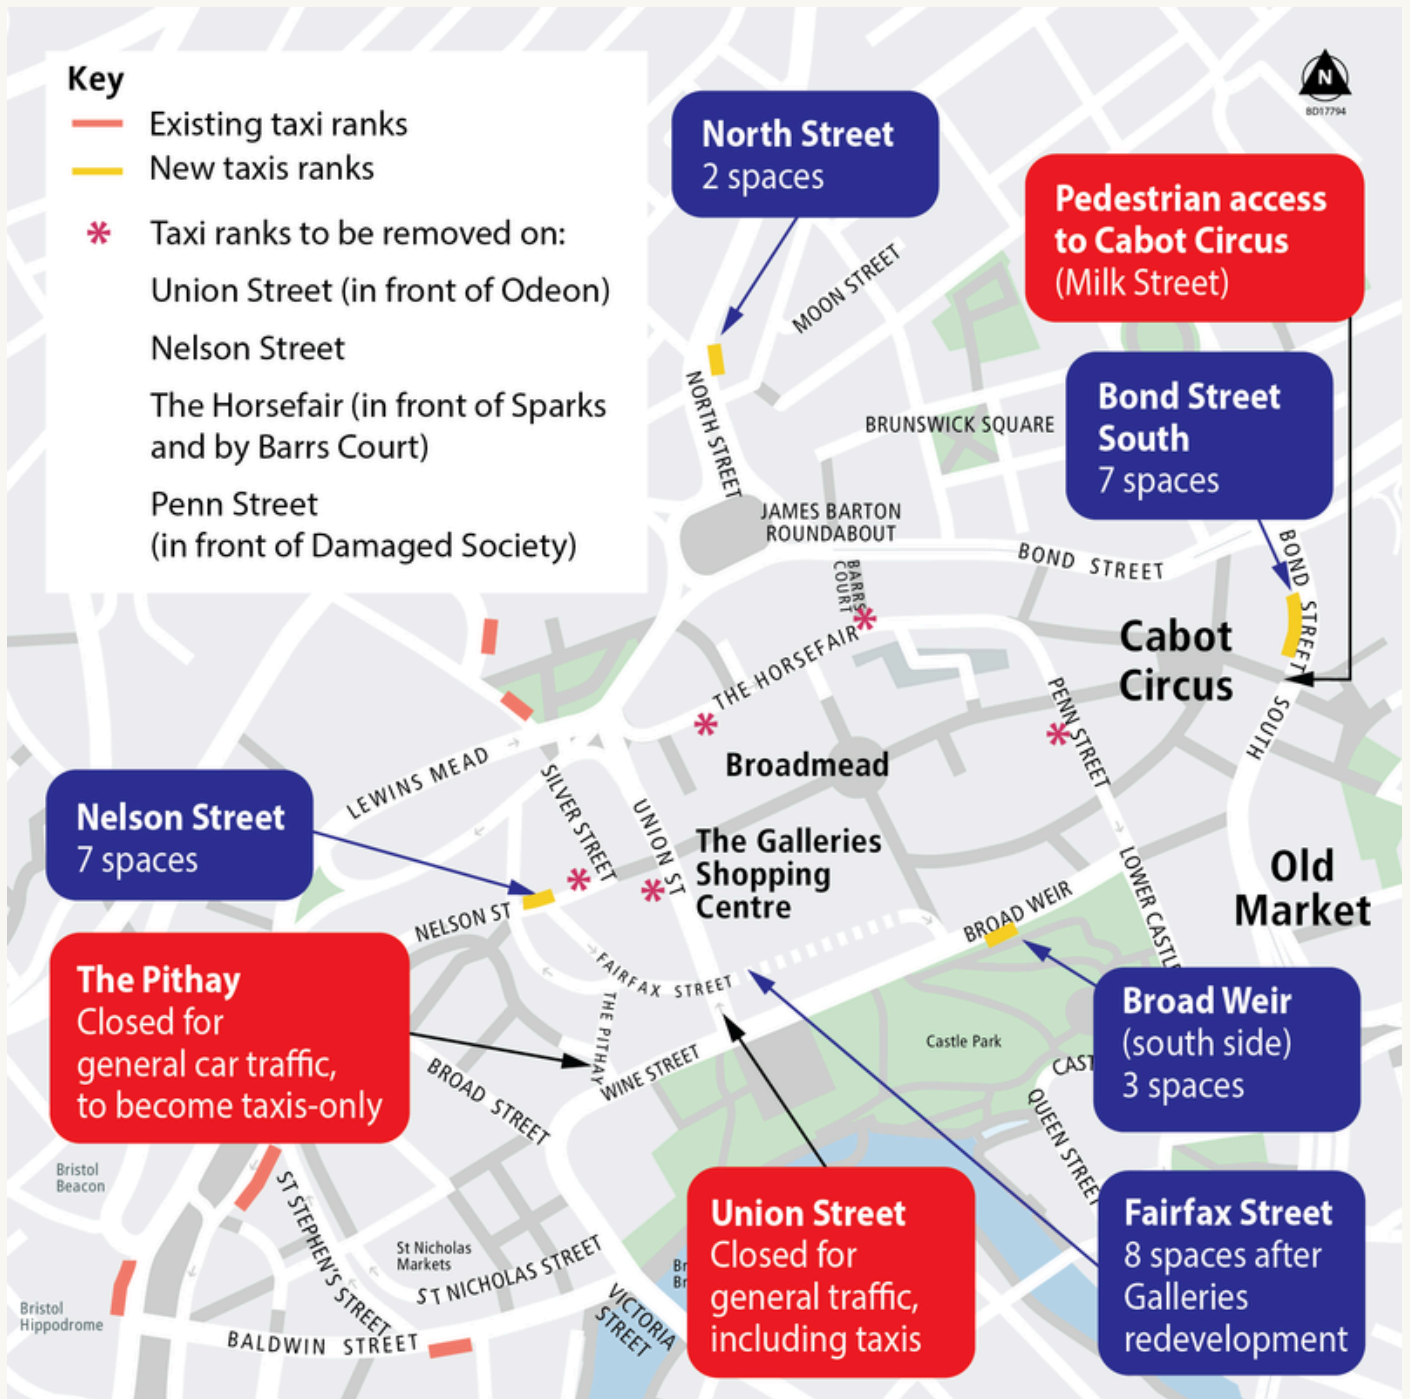 Key
Existing taxi ranks
New taxis ranks
Taxi ranks to be removed on:
Union Street (in front of Odeon)
Nelson Street
The Horsefair (in front of Sparks
and by Barrs Court)
Penn Street
(in front of Damaged Society)
N
BD17794
North Street
2 spaces
Pedestrian access
to Cabot Circus
(Milk Street)
Bond Street
South
7 spaces
MOON STREET
NORTH STREET
BRUNSWICK SQUARE
JAMES BARTON
ROUNDABOUT
BOND STREET
BOND STREET SOUTH
BARRS
COURT
THE HORSEFAIR
Cabot
Circus
PENN STREET
Broadmead
LEWINS MEAD
SILVER STREET
UNION ST
The Galleries
Shopping
Centre
Nelson Street
7 spaces
NELSON ST
LOWER CASTLE
Old
Market
BROAD WEIR
FAIRFAX STREET
THE PITHAY
The Pithay
Closed for
general car traffic,
to become taxis-only
WINE STREET
BROAD STREET
Castle Park
CAST
QUEEN STREET
Broad Weir
(south side)
3 spaces
Bristol
Beacon
ST STEPHEN'S STREET
St Nicholas
Markets
ST NICHOLAS STREET
Bristol
Hippodrome
BALDWIN STREET
VICTORIA
STREET
Br
Br
Union Street
Closed for
general traffic,
including taxis
Fairfax Street
8 spaces after
Galleries
redevelopment